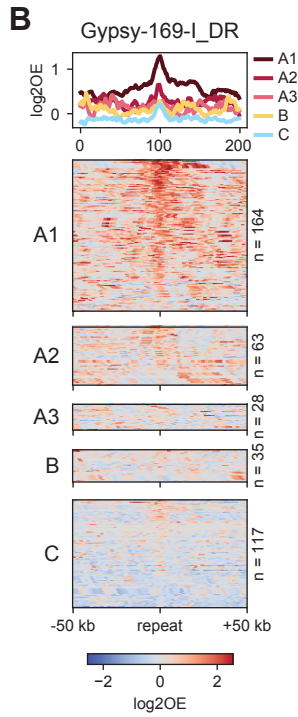 B
Gypsy-169-I_DR
log2OE
1
0
0
100
200
A1
A2
A3
B
C
A1
n = 164
A2
n = 63
A3
n = 28
B
n = 35
C
n = 117
-50 kb
repeat
+50 kb
−2
0
2
log2OE